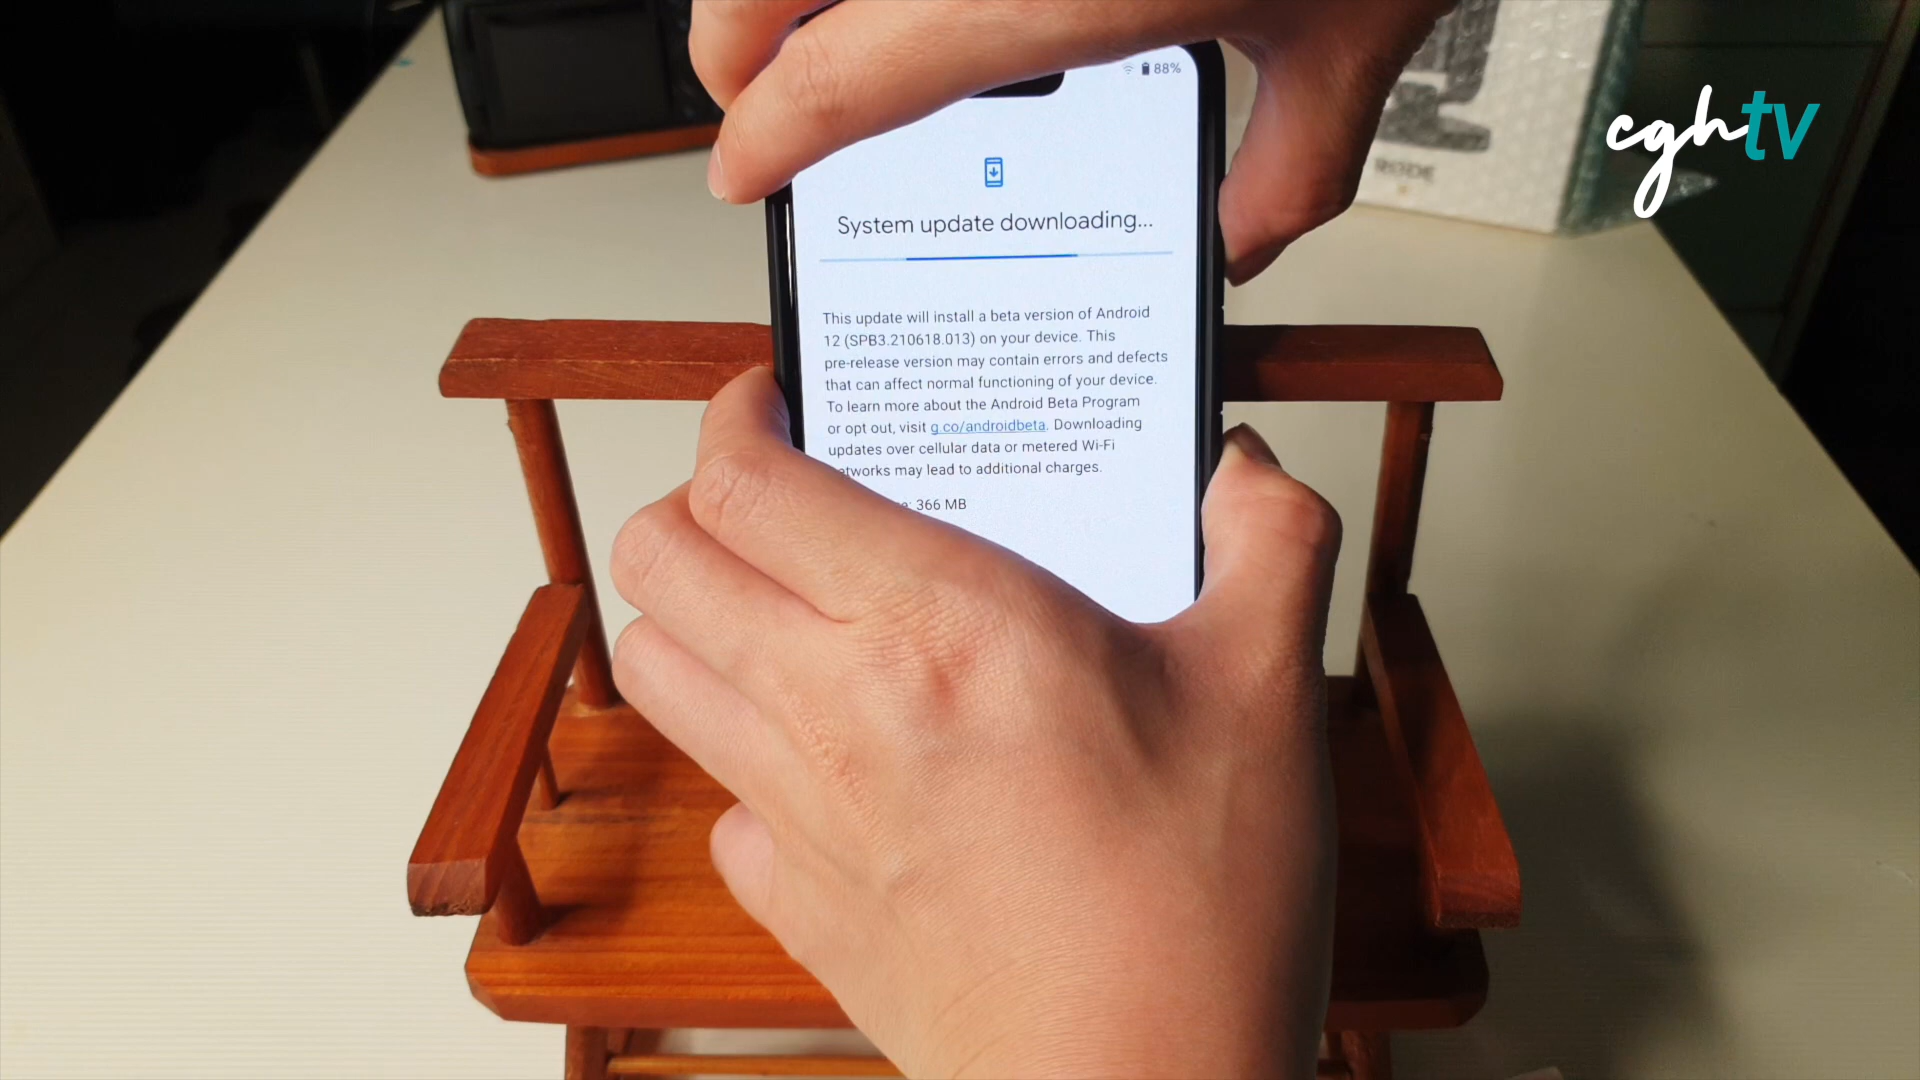 88%
cghtv
System update downloading...
This update will install a beta version of Android
12 (SPB3.210618.013) on your device. This
pre-release version may contain errors and defects
that can affect normal functioning of your device.
To learn more about the Android Beta Program
or opt out, visit g.co/androidbeta. Downloading
updates over cellular data or metered Wi-Fi
may lead to additional charges.
366 MB
RODE